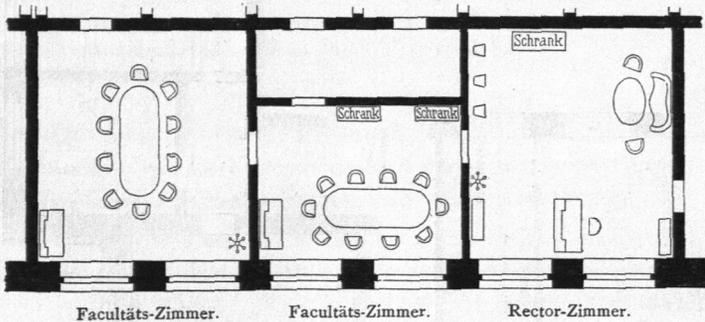 Schrank
Schrank
Schrank
Facultäts-Zimmer.
Facultäts-Zimmer.
Rector-Zimmer.